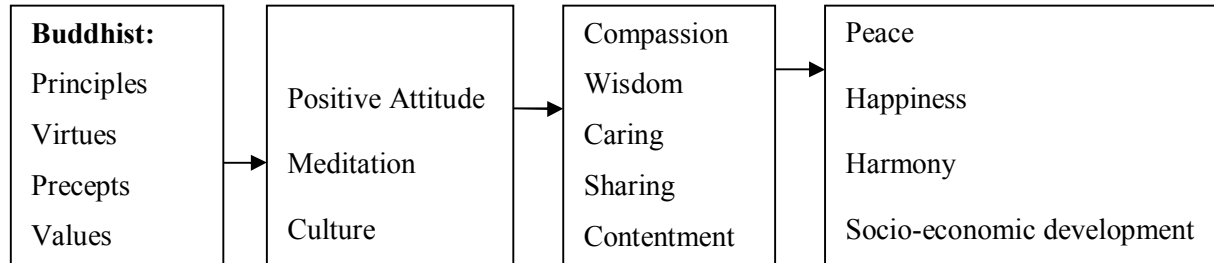 Buddhist:
Principles
Virtues
Precepts
Values
Positive Attitude
Meditation
Culture
Compassion
Wisdom
Caring
Sharing
Contentment
Peace
Happiness
Harmony
Socio-economic development